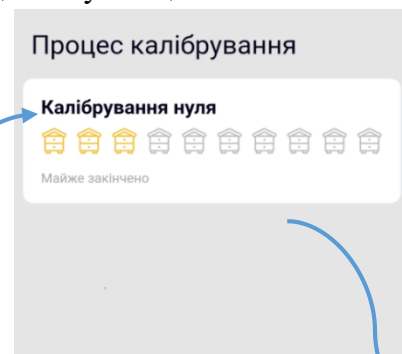 Процес калібрування
Калібрування нуля
Майже закінчено